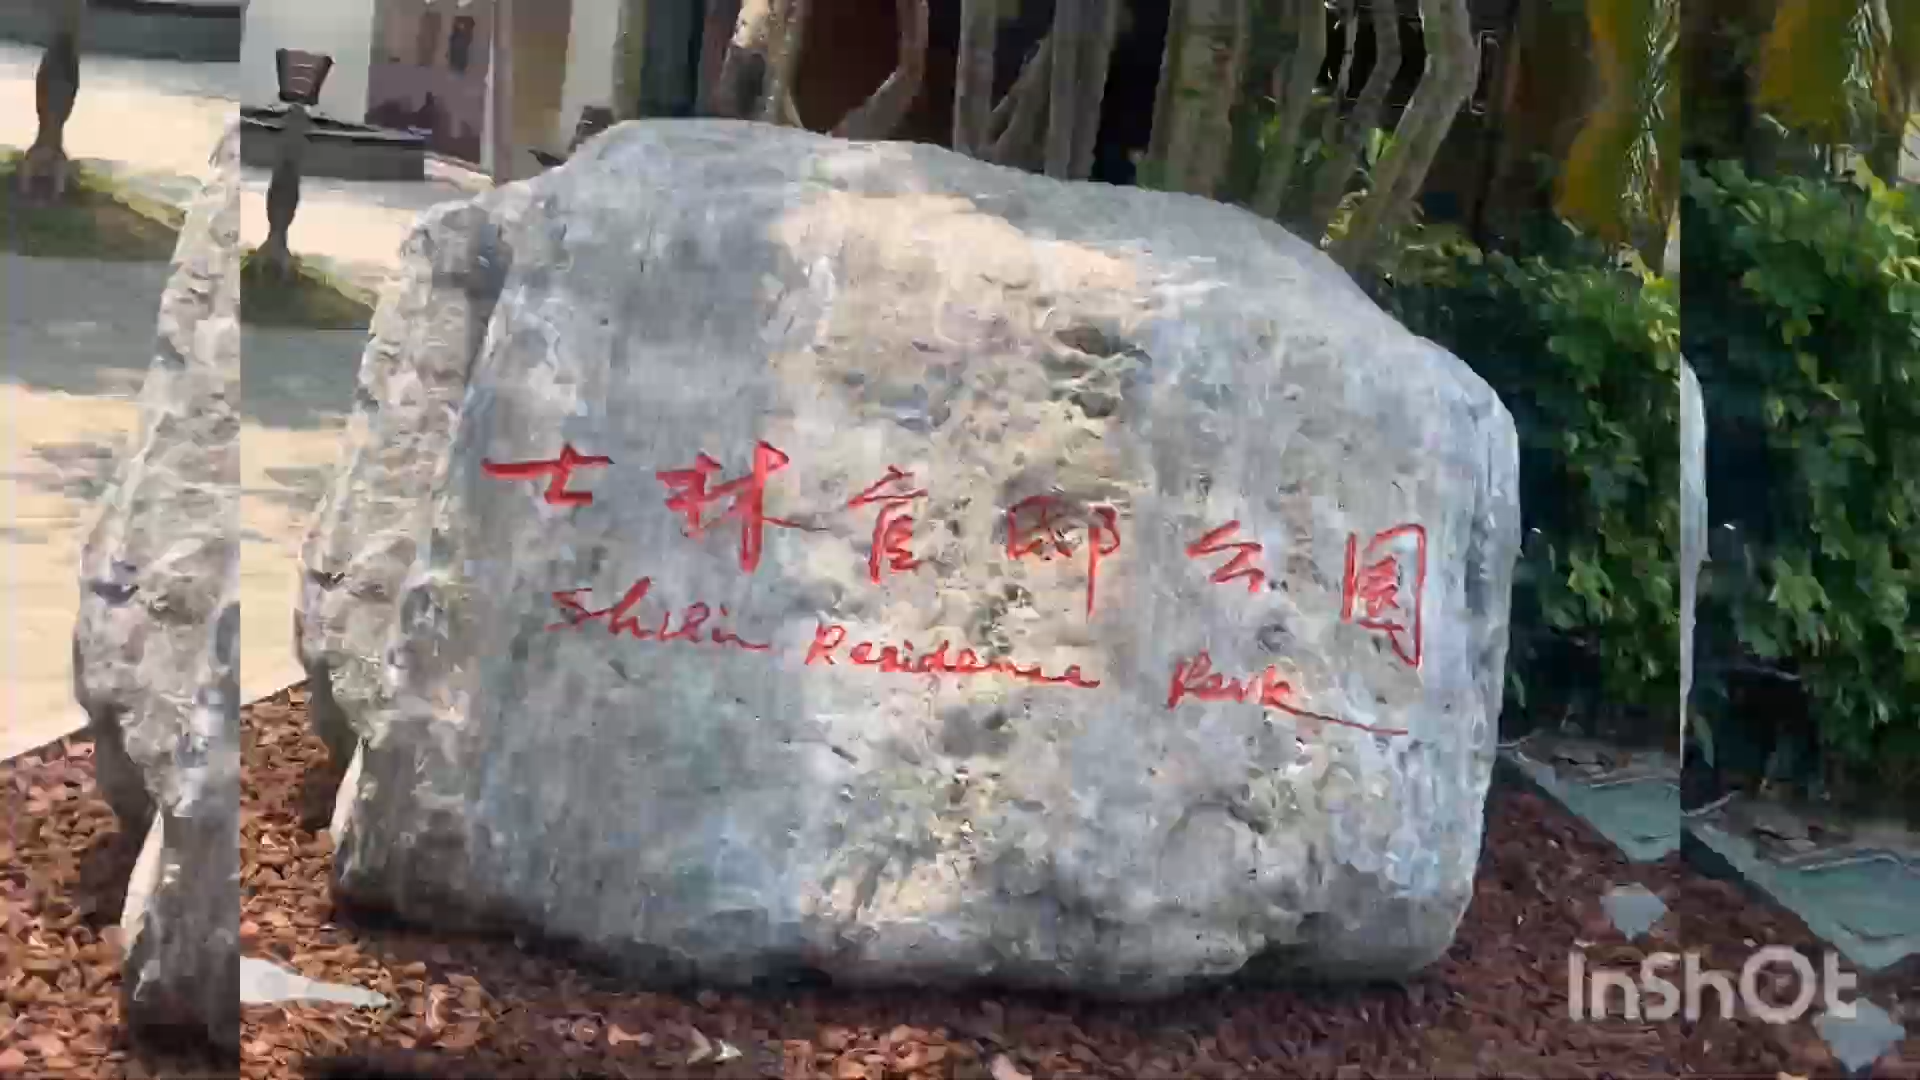 士林官邸公園
Shilin Residence Park
InShOt